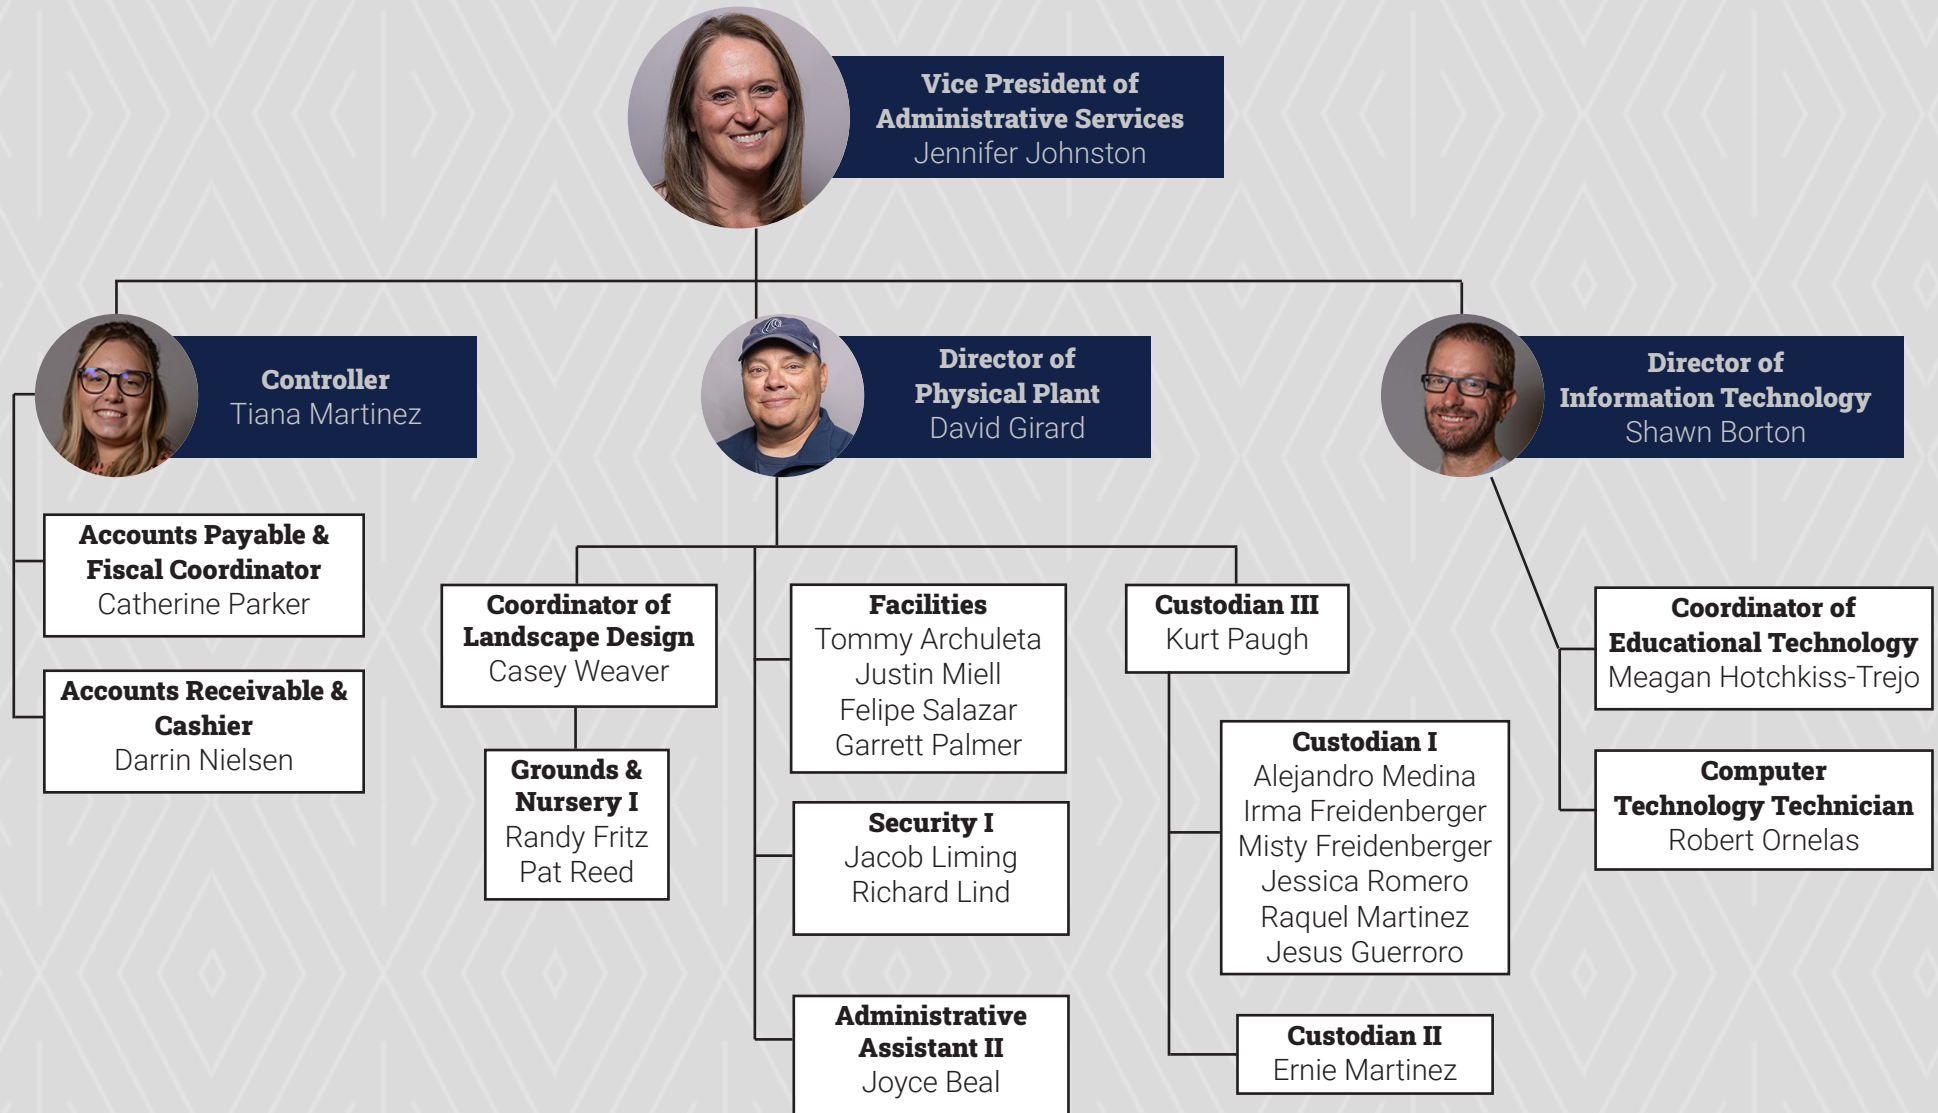 Vice President of
Administrative Services
Jennifer Johnston
Controller
Tiana Martinez
Director of
Physical Plant
David Girard
Director of
Information Technology
Shawn Borton
Accounts Payable &
Fiscal Coordinator
Catherine Parker
Accounts Receivable &
Cashier
Darrin Nielsen
Coordinator of
Landscape Design
Casey Weaver
Grounds &
Nursery I
Randy Fritz
Pat Reed
Facilities
Tommy Archuleta
Justin Miell
Felipe Salazar
Garrett Palmer
Security I
Jacob Liming
Richard Lind
Administrative
Assistant II
Joyce Beal
Custodian III
Kurt Paugh
Custodian I
Alejandro Medina
Irma Freidenberger
Misty Freidenberger
Jessica Romero
Raquel Martinez
Jesus Guerroro
Custodian II
Ernie Martinez
Coordinator of
Educational Technology
Meagan Hotchkiss-Trejo
Computer
Technology Technician
Robert Ornelas